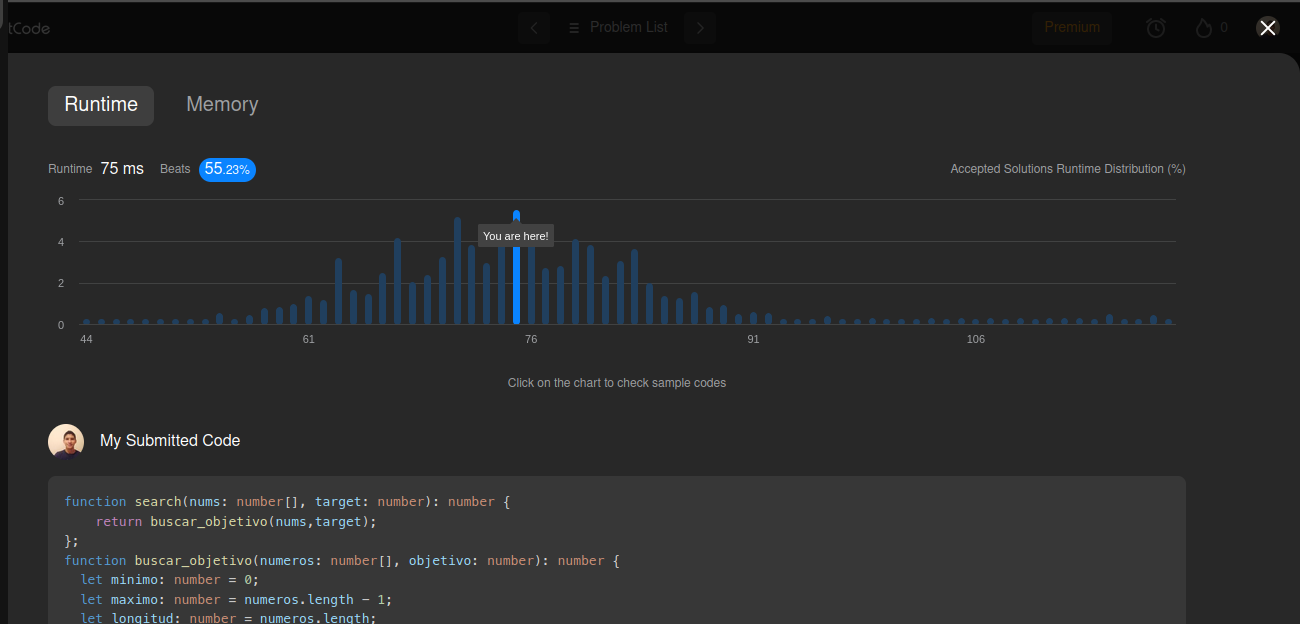 tCode
Problem List
Premium
0
Runtime
Memory
Runtime 75 ms Beats 55.23%
Accepted Solutions Runtime Distribution (%)
6
4
2
0
You are here!
44 61 76 91 106
Click on the chart to check sample codes
My Submitted Code
function search(nums: number[], target: number): number {
    return buscar_objetivo(nums,target);
};
function buscar_objetivo(numeros: number[], objetivo: number): number {
  let minimo: number = 0;
  let maximo: number = numeros.length - 1;
  let longitud: number = numeros.length;